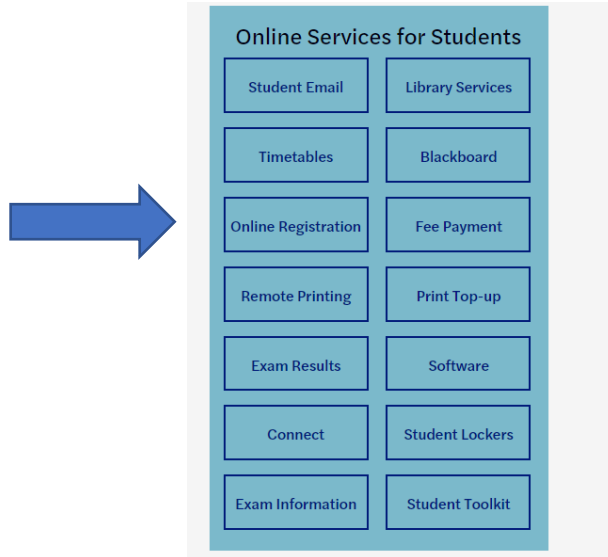 Online Services for Students
Student Email
Library Services
Timetables
Blackboard
Online Registration
Fee Payment
Remote Printing
Print Top-up
Exam Results
Software
Connect
Student Lockers
Exam Information
Student Toolkit